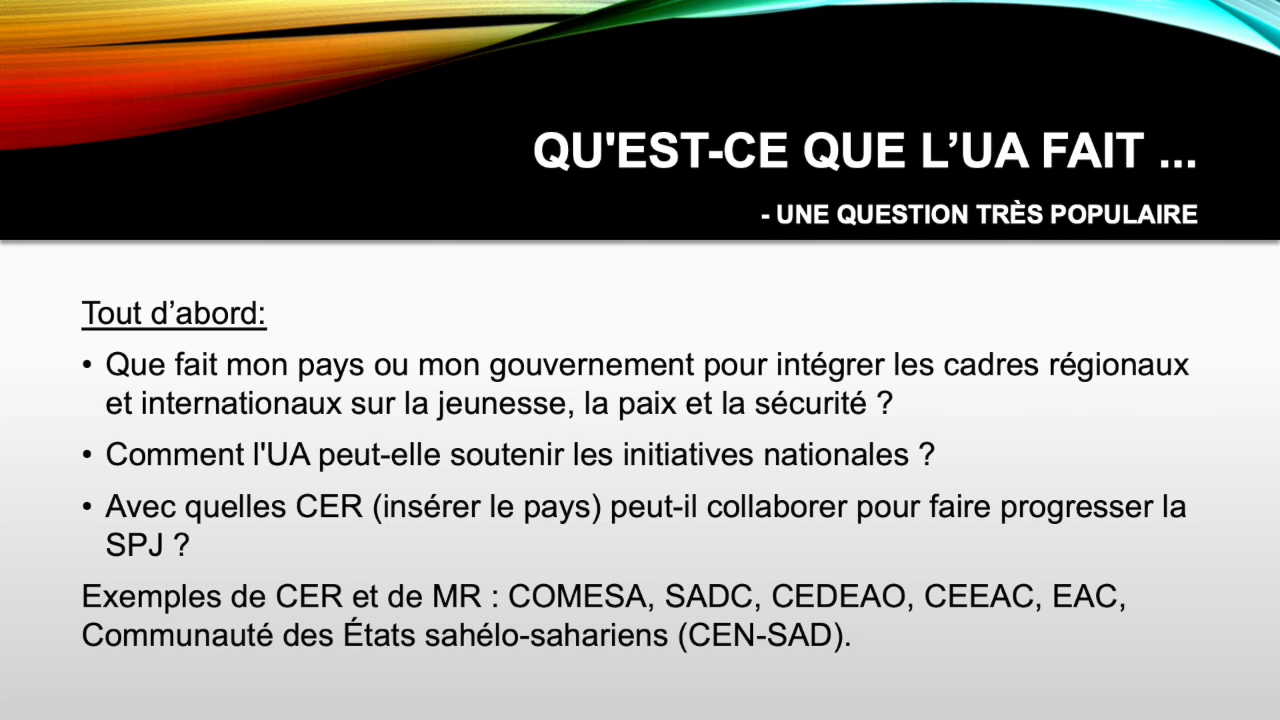 QU'EST-CE QUE L’UA FAIT ...
- UNE QUESTION TRÈS POPULAIRE
Tout d’abord:
• Que fait mon pays ou mon gouvernement pour intégrer les cadres régionaux
et internationaux sur la jeunesse, la paix et la sécurité ?
• Comment l'UA peut-elle soutenir les initiatives nationales ?
• Avec quelles CER (insérer le pays) peut-il collaborer pour faire progresser la
SPJ ?
Exemples de CER et de MR : COMESA, SADC, CEDEAO, CEEAC, EAC,
Communauté des États sahélo-sahariens (CEN-SAD).